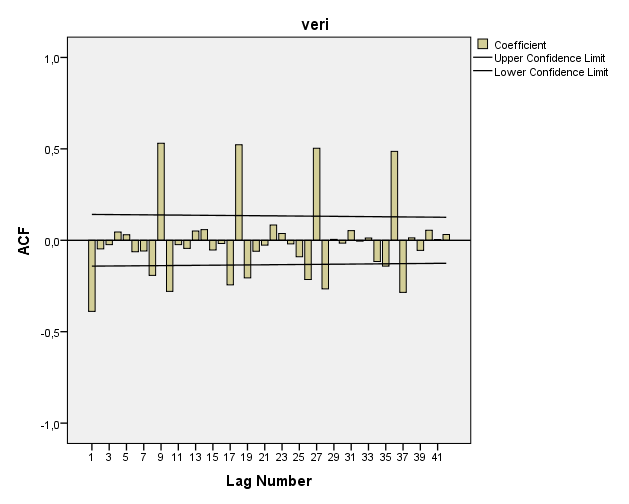 veri
Coefficient
Upper Confidence Limit
Lower Confidence Limit
1,0
0,5
0,0
-0,5
-1,0
ACF
1 3 5 7 9 11 13 15 17 19 21 23 25 27 29 31 33 35 37 39 41
Lag Number